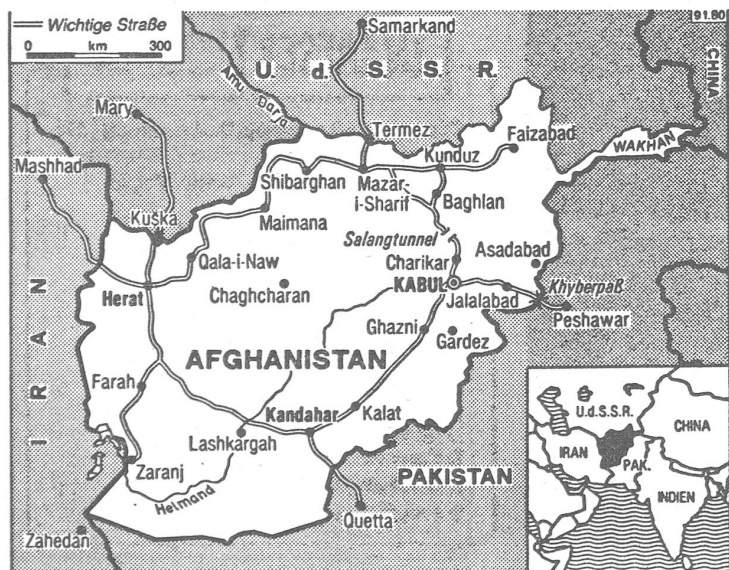 Wichtige Straße
0 km 300
91.80
Samarkand
U. d. S. S. R.
CHINA
Amu Darja
Mary
Termez
Kunduz
Faizabad
WAKHAN
Mashhad
Shibarghan
Mazar-
i-Sharif
Baghlan
Maimana
Kuska
Salangtunnel
Asadabad
Qala-i-Naw
Charikar
Khyberpaß
Herat
Chaghcharan
KABUL
Jalalabad
Peshawar
IRAN
Ghazni
Gardez
AFGHANISTAN
Farah
Kandahar
Kalat
Lashkargah
Zaranj
PAKISTAN
Helmand
Quetta
Zahedan
U.d.S.S.R.
CHINA
IRAN
PAK.
INDIEN